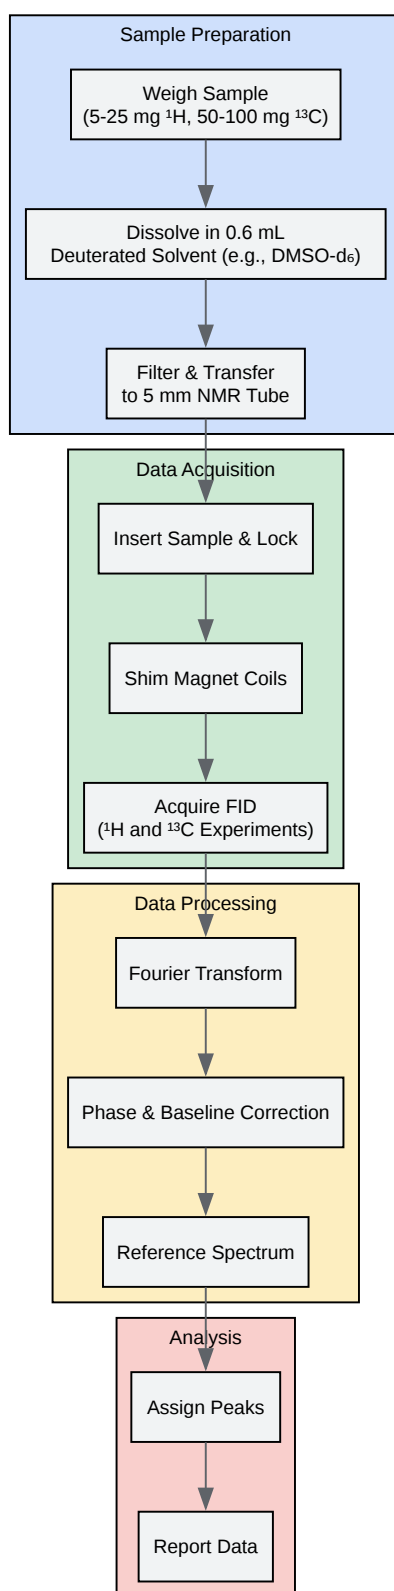 Sample Preparation
Weigh Sample
(5-25 mg ¹H, 50-100 mg ¹³C)
Dissolve in 0.6 mL
Deuterated Solvent (e.g., DMSO-d₆)
Filter & Transfer
to 5 mm NMR Tube
Data Acquisition
Insert Sample & Lock
Shim Magnet Coils
Acquire FID
(¹H and ¹³C Experiments)
Data Processing
Fourier Transform
Phase & Baseline Correction
Reference Spectrum
Analysis
Assign Peaks
Report Data